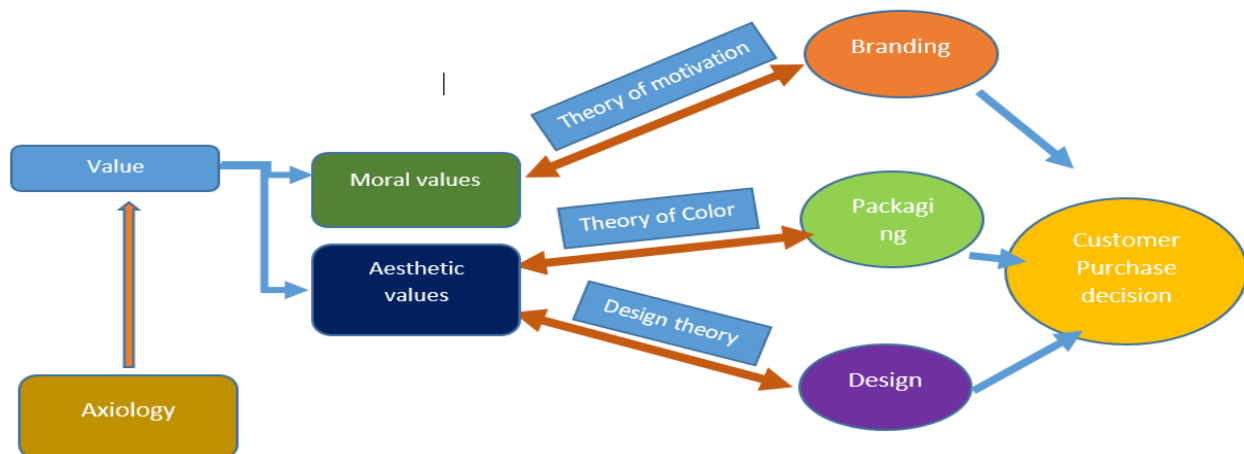 Branding
Theory of motivation
Value
Moral values
Theory of Color
Packagi
ng
Customer
Purchase
decision
Aesthetic
values
Design theory
Design
Axiology